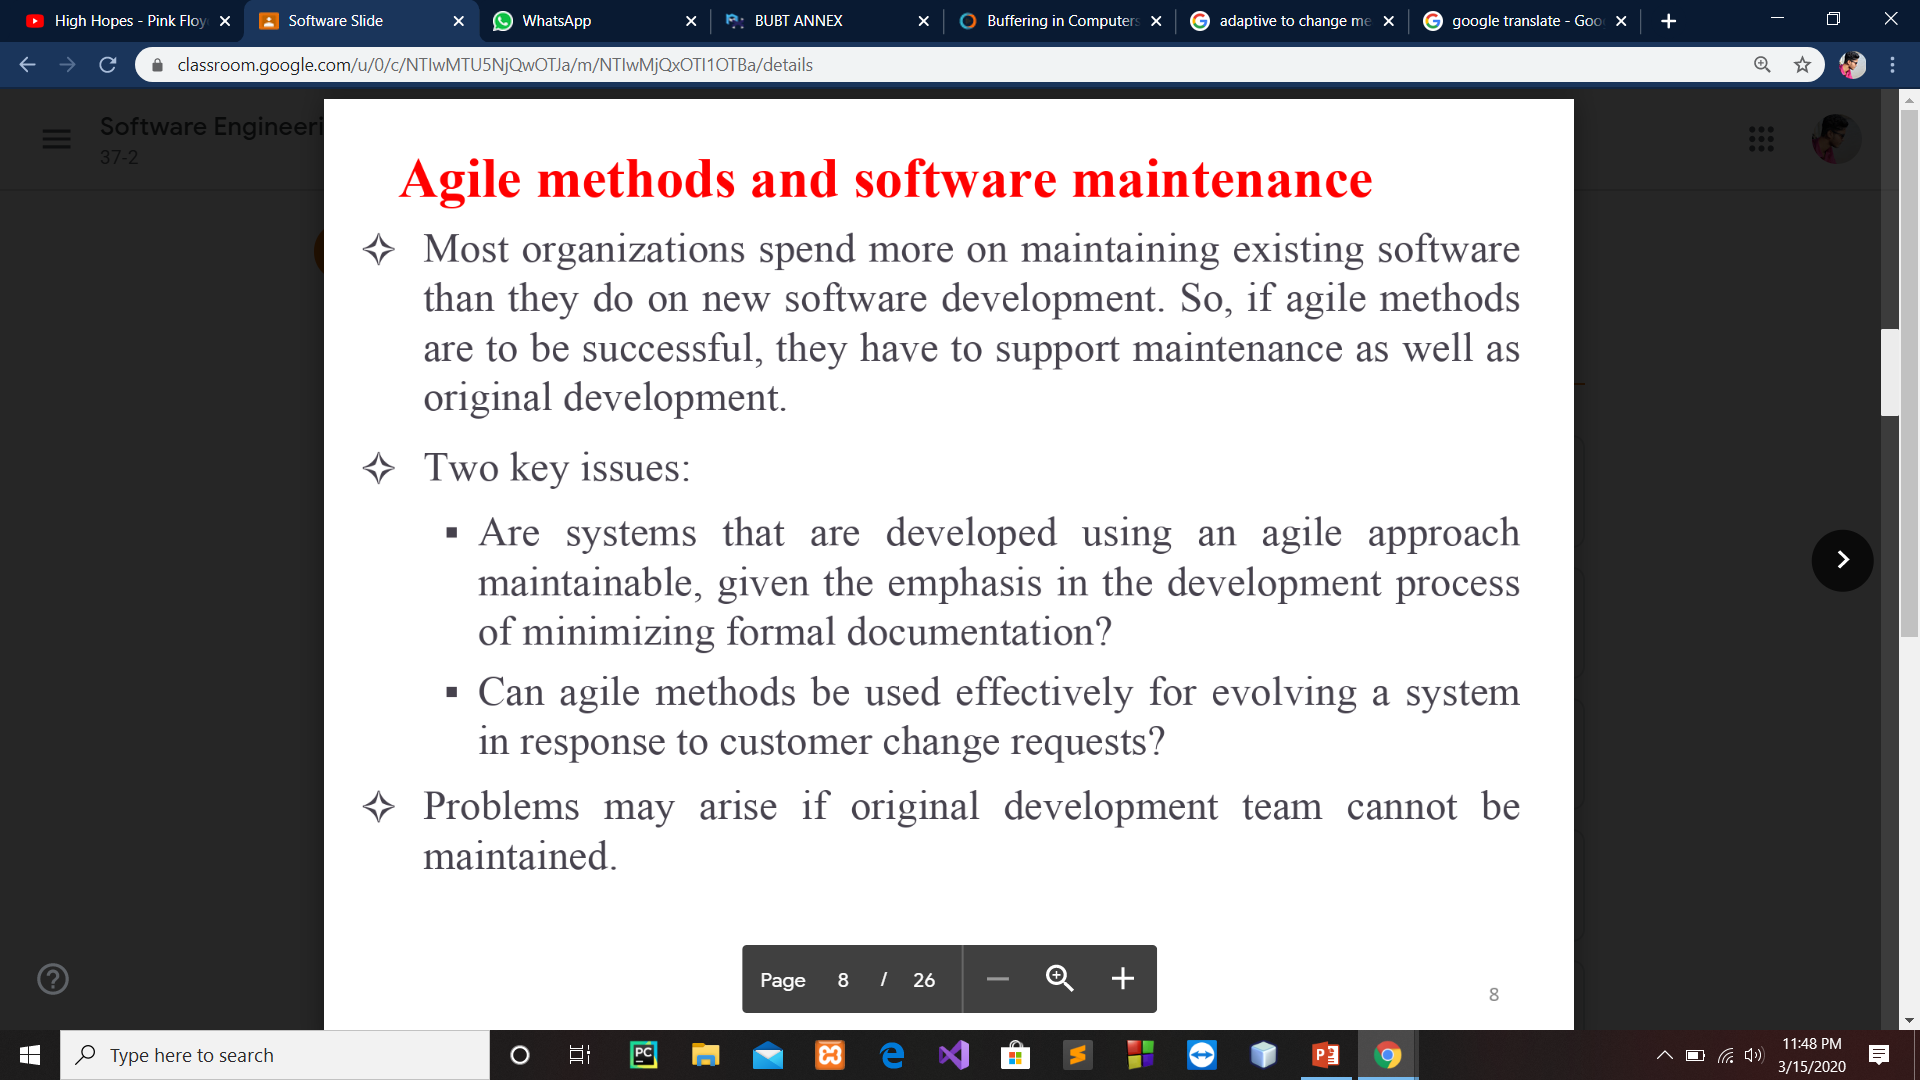 High Hopes - Pink Floy
Software Slide
WhatsApp
BUBT ANNEX
Buffering in Computers
adaptive to change me
google translate - Goo
classroom.google.com/u/0/c/NTIwMTU5NjQwOTJa/m/NTIwMjQxOTI1OTBa/details
Software Engineeri
37-2
Agile methods and software maintenance
Most organizations spend more on maintaining existing software
than they do on new software development. So, if agile methods
are to be successful, they have to support maintenance as well as
original development.
Two key issues:
Are systems that are developed using an agile approach
maintainable, given the emphasis in the development process
of minimizing formal documentation?
Can agile methods be used effectively for evolving a system
in response to customer change requests?
Problems may arise if original development team cannot be
maintained.
Page 8 / 26
8
Type here to search
11:48 PM
3/15/2020